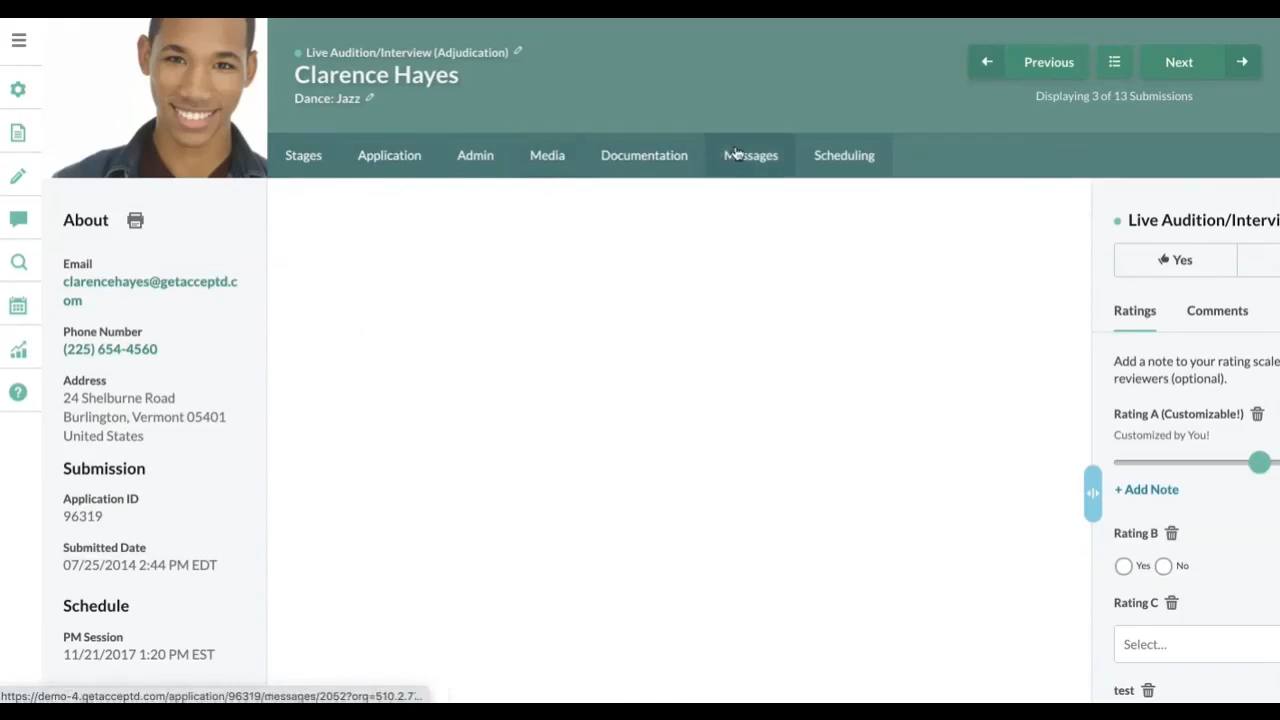 Live Audition/Interview (Adjudication)
Clarence Hayes
Dance: Jazz
Previous
Next
Displaying 3 of 13 Submissions
Stages
Application
Admin
Media
Documentation
Messages
Scheduling
About
Email
clarencehayes@getacceptd.c
om
Phone Number
(225) 654-4560
Address
24 Shelburne Road
Burlington, Vermont 05401
United States
Submission
Application ID
96319
Submitted Date
07/25/2014 2:44 PM EDT
Schedule
PM Session
11/21/2017 1:20 PM EST
Live Audition/Intervi
Yes
Ratings
Comments
Add a note to your rating scale
reviewers (optional).
Rating A (Customizable!)
Customized by You!
+ Add Note
Rating B
Yes
No
Rating C
Select...
test
https://demo-4.getacceptd.com/application/96319/messages/2052?org=510.2.7...